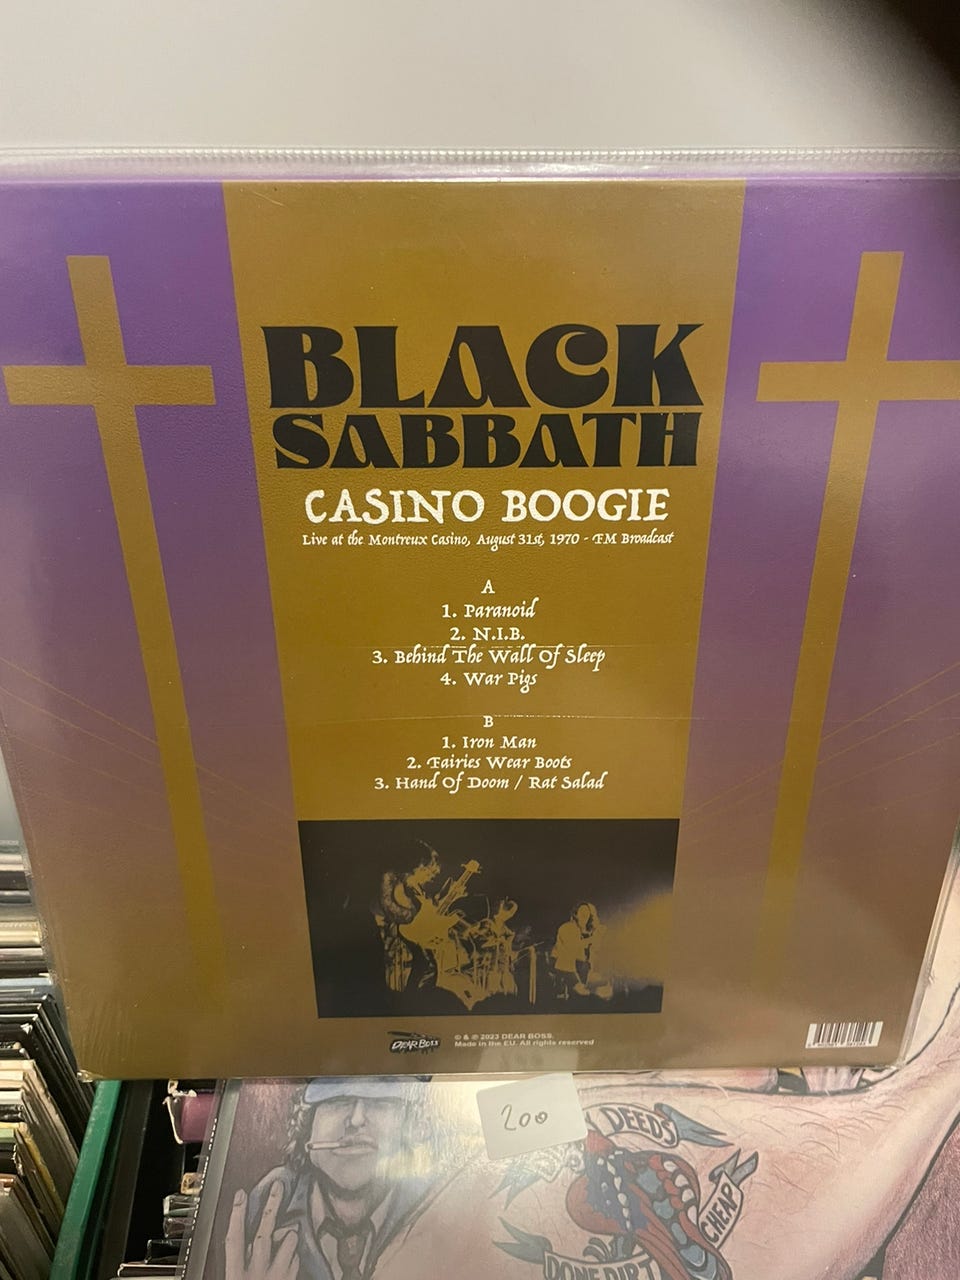 BLACK
SABBATH
CASINO BOOGIE
Live at the Montreux Casino, August 31st, 1970 - FM Broadcast
A
1. Paranoid
2. N.I.B.
3. Behind The Wall Of Sleep
4. War Pigs
B
1. Iron Man
2. Fairies Wear Boots
3. Hand Of Doom / Rat Salad
DEAR BOSS
© & ℗ 2023 DEAR BOSS.
Made in the EU. All rights reserved
200
DEEDS
CHEAP
DONE DIRT